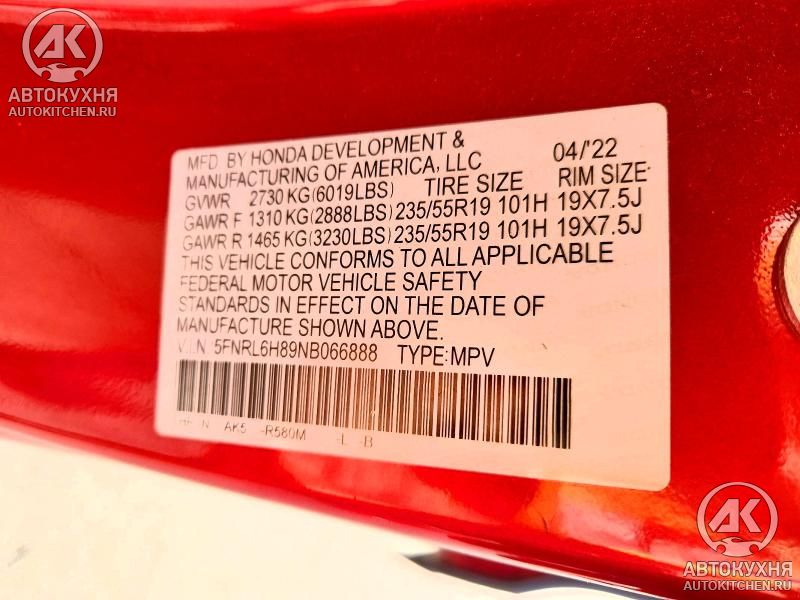 АК
АВТОКУХНЯ
AUTOKITCHEN.RU
MFD. BY HONDA DEVELOPMENT &
MANUFACTURING OF AMERICA, LLC 04/'22
GVWR 2730 KG(6019LBS) TIRE SIZE RIM SIZE
GAWR F 1310 KG(2888LBS) 235/55R19 101H 19X7.5J
GAWR R 1465 KG(3230LBS) 235/55R19 101H 19X7.5J
THIS VEHICLE CONFORMS TO ALL APPLICABLE
FEDERAL MOTOR VEHICLE SAFETY
STANDARDS IN EFFECT ON THE DATE OF
MANUFACTURE SHOWN ABOVE.
V.I.N. 5FNRL6H89NB066888 TYPE:MPV
AK5 -R580M -L -B
АК
АВТОКУХНЯ
AUTOKITCHEN.RU